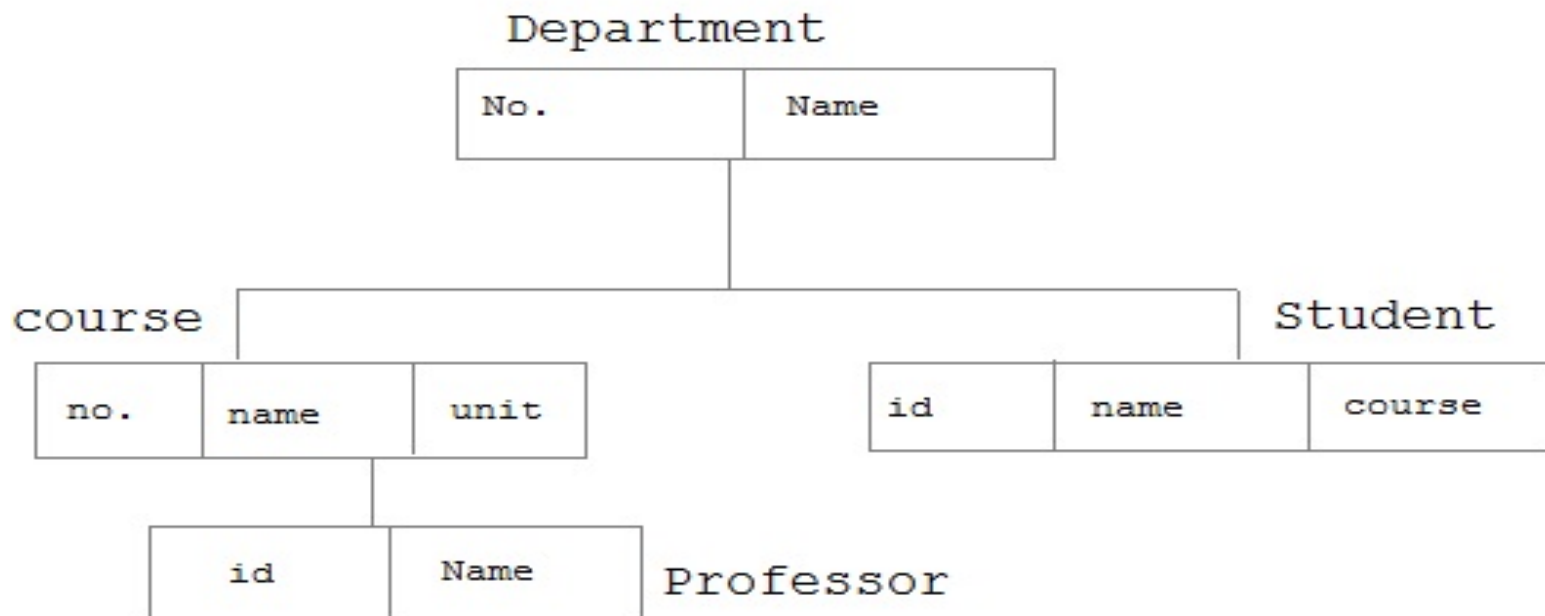 Department
No. Name
course
Student
no. name unit
id name course
id Name
Professor